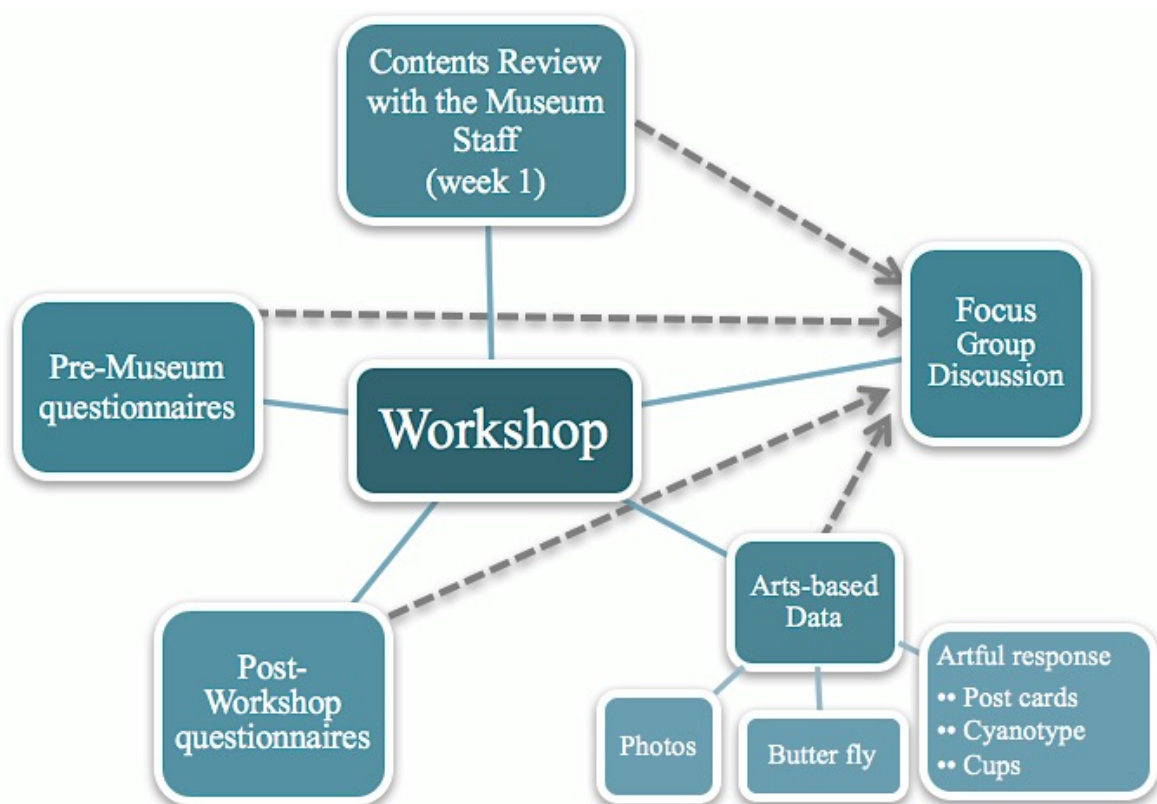 Contents Review
with the Museum
Staff
(week 1)
Focus
Group
Discussion
Pre-Museum
questionnaires
Workshop
Arts-based
Data
Post-
Workshop
questionnaires
Photos
Butter fly
Artful response
•• Post cards
•• Cyanotype
•• Cups